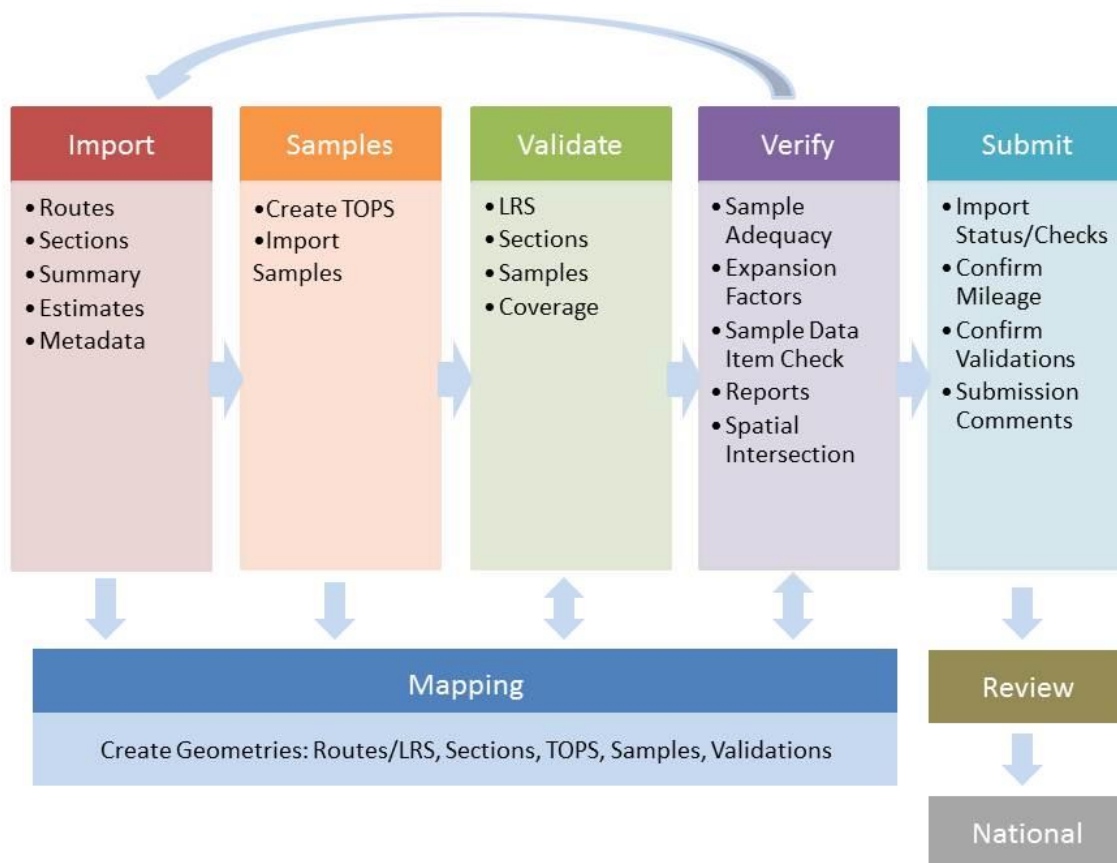 Import
• Routes
• Sections
• Summary
• Estimates
• Metadata
Samples
•Create TOPS
•Import
Samples
Validate
• LRS
• Sections
• Samples
• Coverage
Verify
• Sample
Adequacy
• Expansion
Factors
• Sample Data
Item Check
• Reports
• Spatial
Intersection
Submit
• Import
Status/Checks
• Confirm
Mileage
• Confirm
Validations
• Submission
Comments
Mapping
Create Geometries: Routes/LRS, Sections, TOPS, Samples, Validations
Review
National